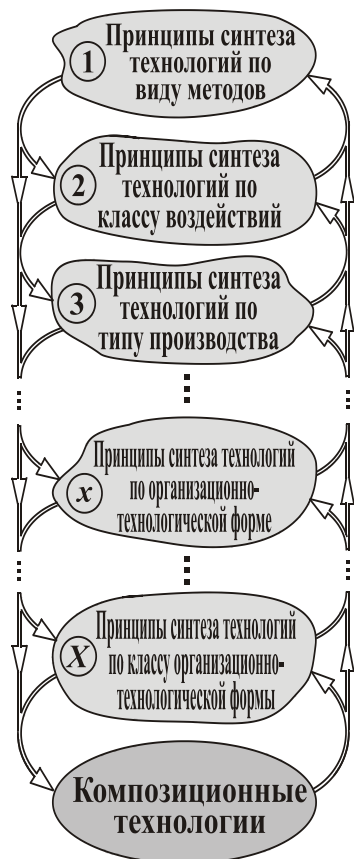 Принципы синтеза
1 технологий по
виду методов
Принципы синтеза
2 технологий по
классу воздействий
Принципы синтеза
3 технологий по
типу производства
Принципы синтеза технологий
x по организационно-
технологической форме
Принципы синтеза технологий
X по классу организационно-
технологической формы
Композиционные
технологии